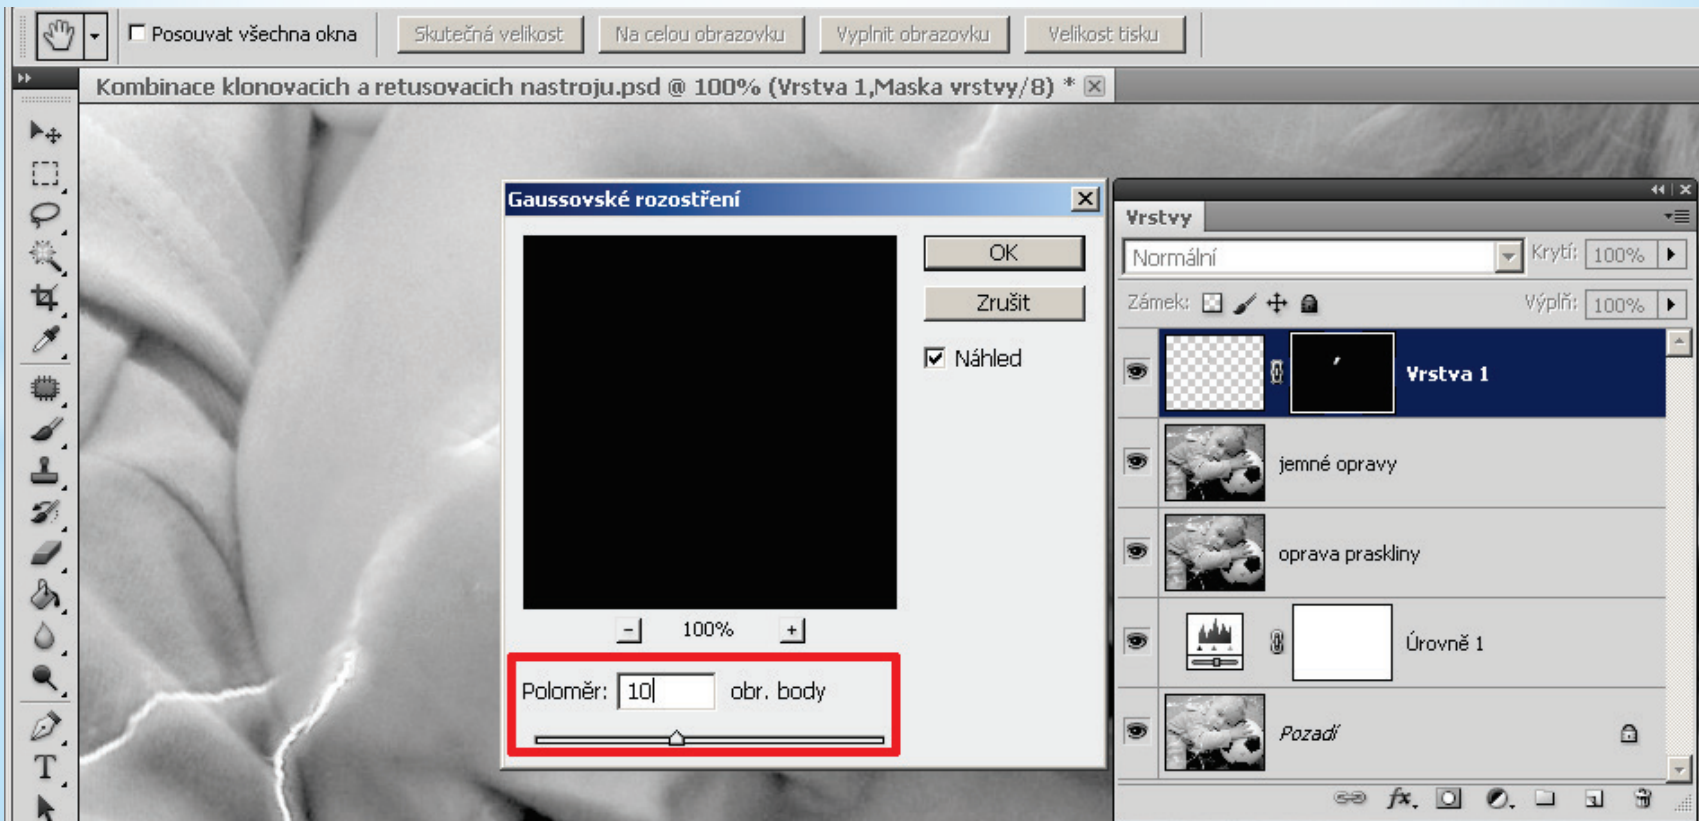 Posouvat všechna okna
Skutečná velikost
Na celou obrazovku
Vyplnit obrazovku
Velikost tisku
Kombinace klonovacich a retusovacich nastroju.psd @ 100% (Vrstva 1,Maska vrstvy/8) *
Gaussovské rozostření
OK
Zrušit
Náhled
100%
Poloměr: 10 obr. body
Vrstvy
Normální
Krytí: 100%
Zámek:
Výplň: 100%
Vrstva 1
jemné opravy
oprava praskliny
Úrovně 1
Pozadí
fx.